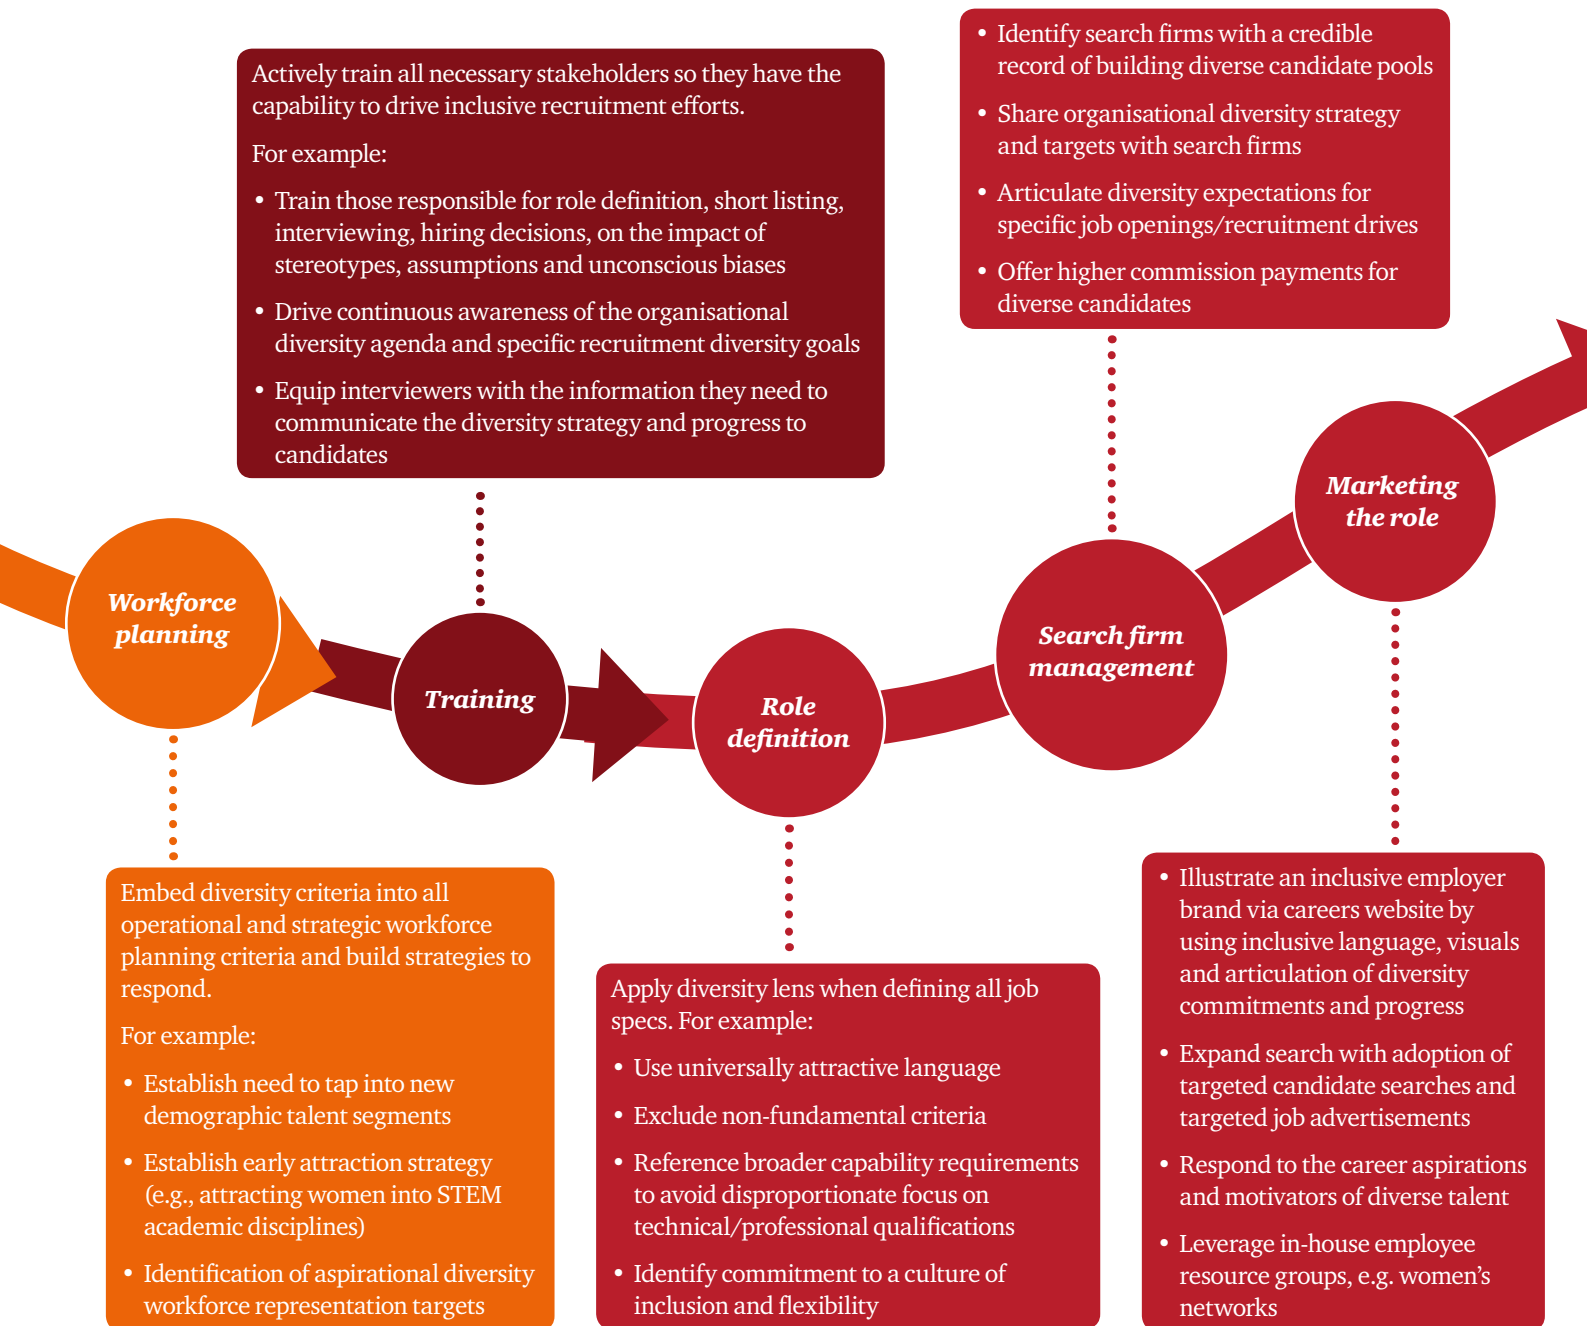 Actively train all necessary stakeholders so they have the
capability to drive inclusive recruitment efforts.
For example:
• Train those responsible for role definition, short listing,
interviewing, hiring decisions, on the impact of
stereotypes, assumptions and unconscious biases
• Drive continuous awareness of the organisational
diversity agenda and specific recruitment diversity goals
• Equip interviewers with the information they need to
communicate the diversity strategy and progress to
candidates
• Identify search firms with a credible
record of building diverse candidate pools
• Share organisational diversity strategy
and targets with search firms
• Articulate diversity expectations for
specific job openings/recruitment drives
• Offer higher commission payments for
diverse candidates
Workforce
planning
Training
Role
definition
Search firm
management
Marketing
the role
Embed diversity criteria into all
operational and strategic workforce
planning criteria and build strategies to
respond.
For example:
• Establish need to tap into new
demographic talent segments
• Establish early attraction strategy
(e.g., attracting women into STEM
academic disciplines)
• Identification of aspirational diversity
workforce representation targets
Apply diversity lens when defining all job
specs. For example:
• Use universally attractive language
• Exclude non-fundamental criteria
• Reference broader capability requirements
to avoid disproportionate focus on
technical/professional qualifications
• Identify commitment to a culture of
inclusion and flexibility
• Illustrate an inclusive employer
brand via careers website by
using inclusive language, visuals
and articulation of diversity
commitments and progress
• Expand search with adoption of
targeted candidate searches and
targeted job advertisements
• Respond to the career aspirations
and motivators of diverse talent
• Leverage in-house employee
resource groups, e.g. women’s
networks